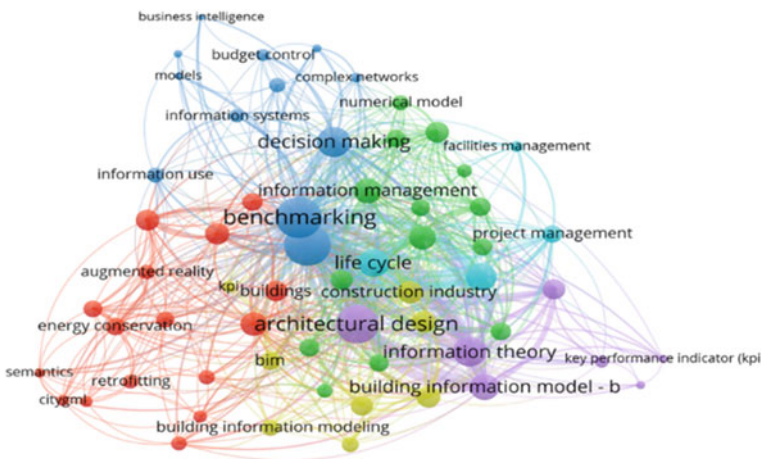 business intelligence
budget control
models
complex networks
numerical model
information systems
decision making
facilities management
information use
information management
benchmarking
project management
life cycle
augmented reality
kpi
buildings
construction industry
energy conservation
architectural design
information theory
key performance indicator (kpi
bim
semantics
retrofitting
building information model - b
citygml
building information modeling